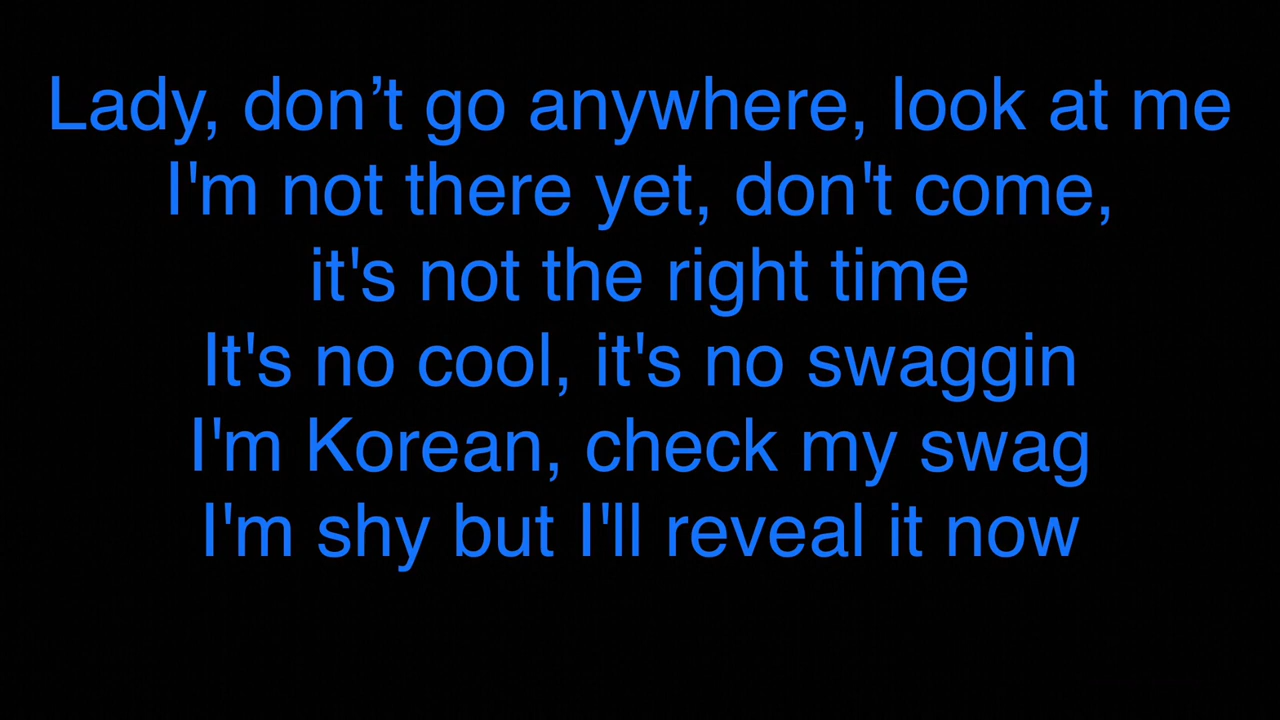 Lady, don’t go anywhere, look at me
I'm not there yet, don't come,
it's not the right time
It's no cool, it's no swaggin
I'm Korean, check my swag
I'm shy but I'll reveal it now